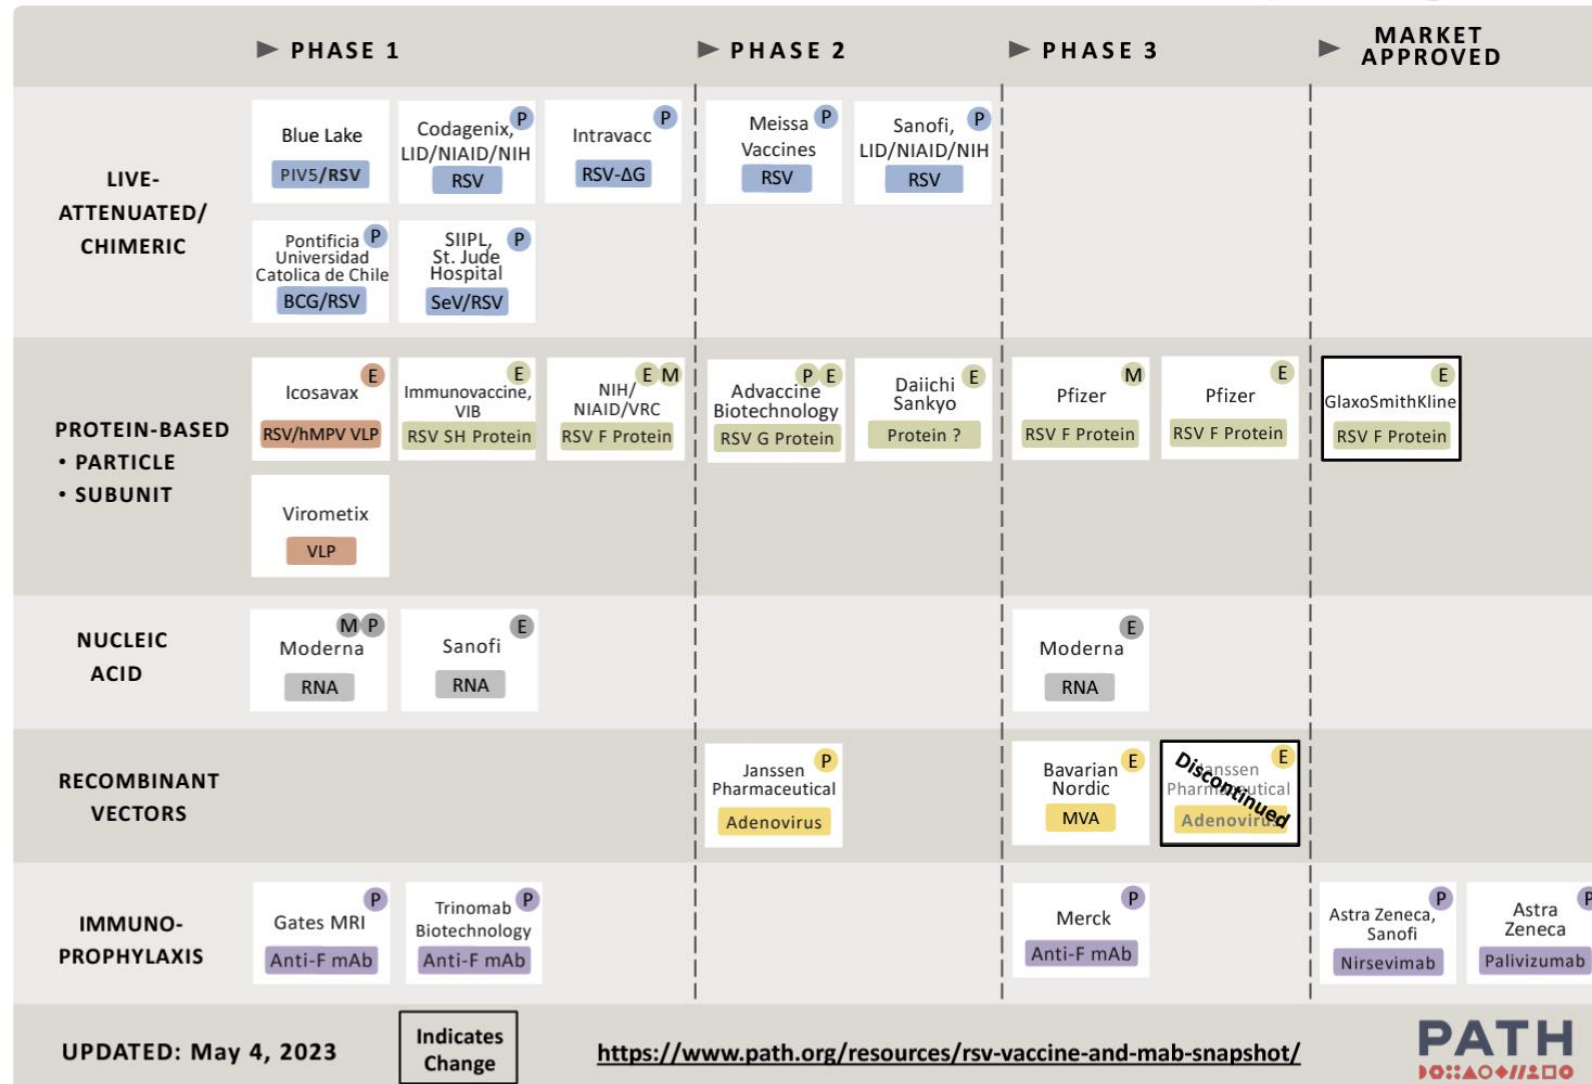 ▶ PHASE 1
▶ PHASE 2
▶ PHASE 3
▶ MARKET
APPROVED
LIVE-
ATTENUATED/
CHIMERIC
Blue Lake
PIV5/RSV
P
Codagenix,
LID/NIAID/NIH
RSV
P
Intravacc
RSV-ΔG
P
Meissa
Vaccines
RSV
P
Sanofi,
LID/NIAID/NIH
RSV
P
Pontificia
Universidad
Catolica de Chile
BCG/RSV
P
SIIPL,
St. Jude
Hospital
SeV/RSV
PROTEIN-BASED
• PARTICLE
• SUBUNIT
E
Icosavax
RSV/hMPV VLP
E
Immunovaccine,
VIB
RSV SH Protein
E M
NIH/
NIAID/VRC
RSV F Protein
P E
Advaccine
Biotechnology
RSV G Protein
E
Daiichi
Sankyo
Protein ?
M
Pfizer
RSV F Protein
E
Pfizer
RSV F Protein
E
GlaxoSmithKline
RSV F Protein
Virometix
VLP
NUCLEIC
ACID
M P
Moderna
RNA
E
Sanofi
RNA
E
Moderna
RNA
RECOMBINANT
VECTORS
P
Janssen
Pharmaceutical
Adenovirus
E
Bavarian
Nordic
MVA
E
Janssen
Pharmaceutical
Adenovirus
Discontinued
IMMUNO-
PROPHYLAXIS
P
Gates MRI
Anti-F mAb
P
Trinomab
Biotechnology
Anti-F mAb
P
Merck
Anti-F mAb
P
Astra Zeneca,
Sanofi
Nirsevimab
P
Astra
Zeneca
Palivizumab
UPDATED: May 4, 2023
Indicates
Change
https://www.path.org/resources/rsv-vaccine-and-mab-snapshot/
PATH